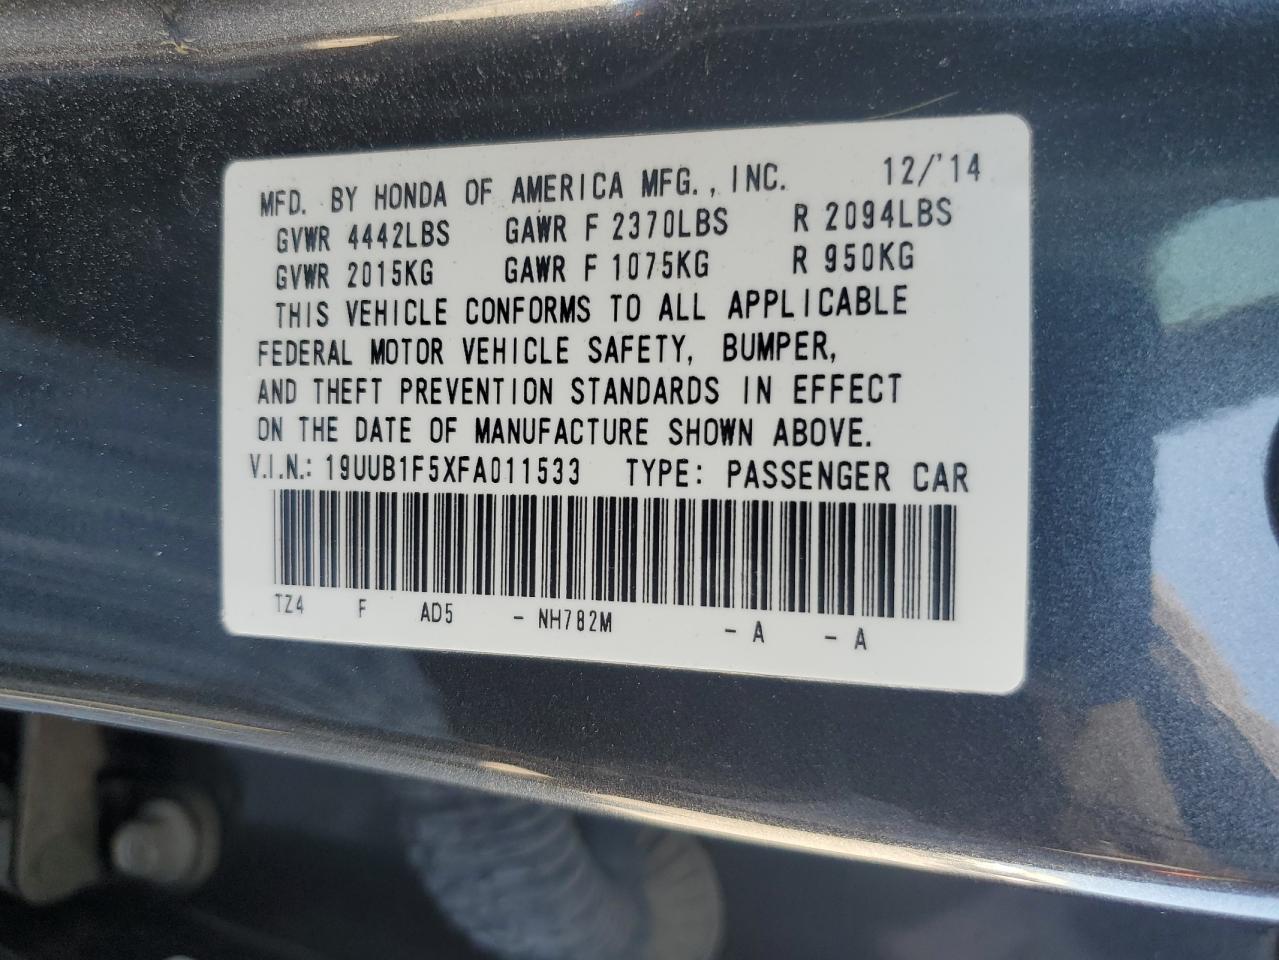 MFD. BY HONDA OF AMERICA MFG., INC. 12/'14
GVWR 4442LBS GAWR F 2370LBS R 2094LBS
GVWR 2015KG GAWR F 1075KG R 950KG
THIS VEHICLE CONFORMS TO ALL APPLICABLE
FEDERAL MOTOR VEHICLE SAFETY, BUMPER,
AND THEFT PREVENTION STANDARDS IN EFFECT
ON THE DATE OF MANUFACTURE SHOWN ABOVE.
V.I.N.: 19UUB1F5XFA011533 TYPE: PASSENGER CAR
TZ4 F AD5 - NH782M - A - A